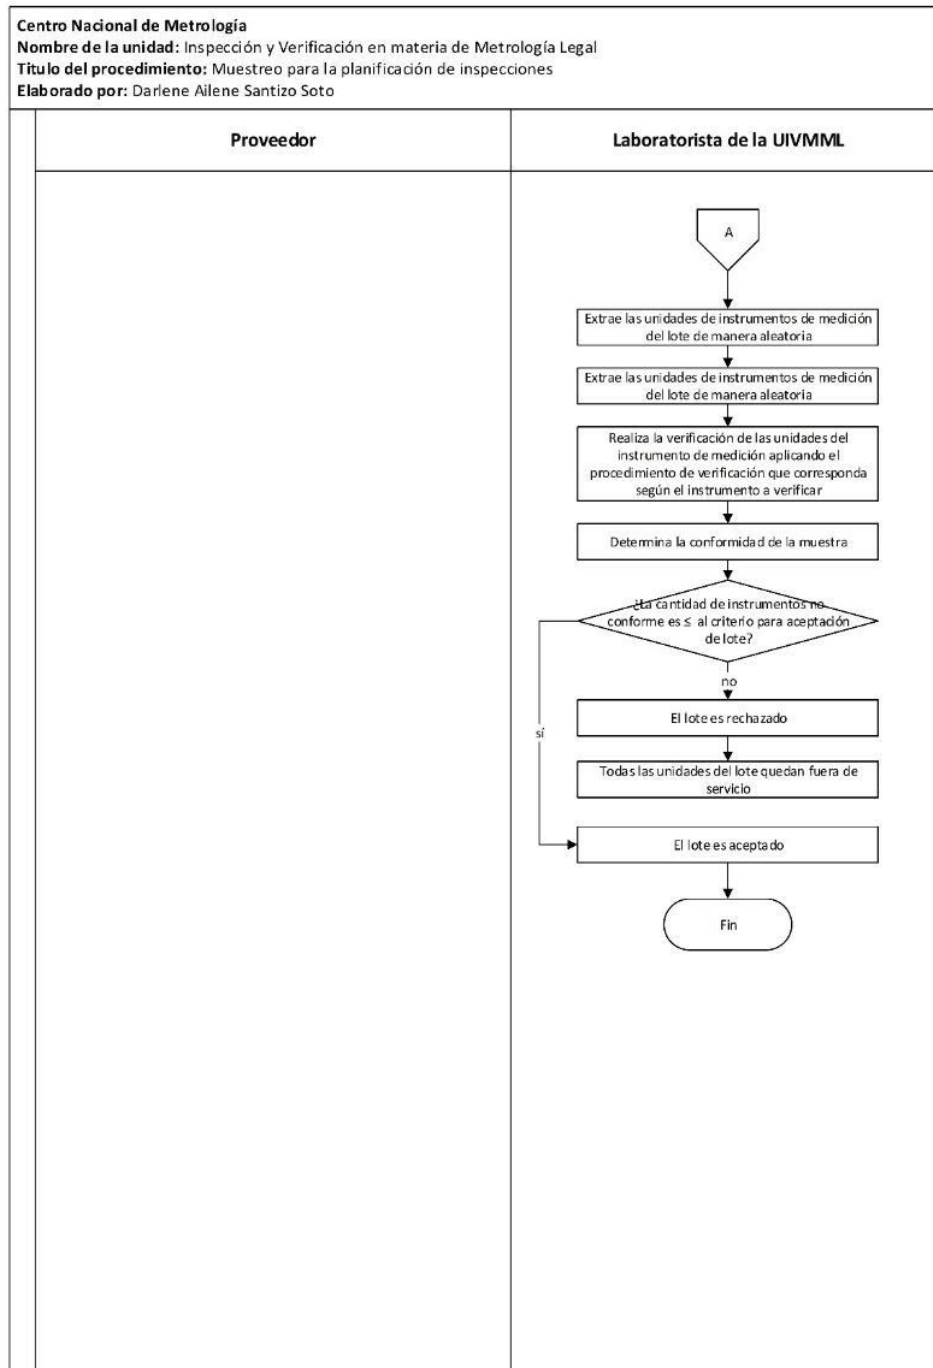 Centro Nacional de Metrología
Nombre de la unidad: Inspección y Verificación en materia de Metrología Legal
Titulo del procedimiento: Muestreo para la planificación de inspecciones
Elaborado por: Darlene Ailene Santizo Soto
Proveedor
Laboratorista de la UIVMML
A
Extrae las unidades de instrumentos de medición
del lote de manera aleatoria
Extrae las unidades de instrumentos de medición
del lote de manera aleatoria
Realiza la verificación de las unidades del
instrumento de medición aplicando el
procedimiento de verificación que corresponda
según el instrumento a verificar
Determina la conformidad de la muestra
¿La cantidad de instrumentos no
conforme es ≤ al criterio para aceptación
de lote?
no
El lote es rechazado
sí
Todas las unidades del lote quedan fuera de
servicio
El lote es aceptado
Fin